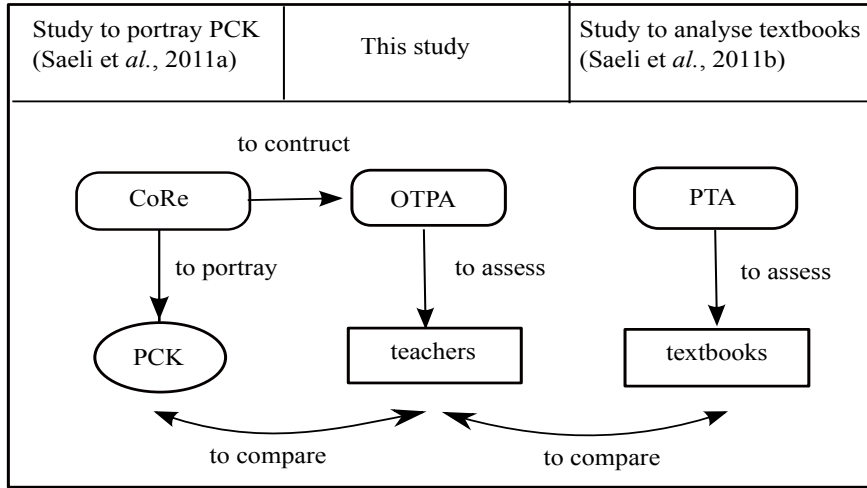 Study to portray PCK
(Saeli et al., 2011a)
This study
Study to analyse textbooks
(Saeli et al., 2011b)
to contruct
CoRe
OTPA
PTA
to portray
to assess
to assess
PCK
teachers
textbooks
to compare
to compare